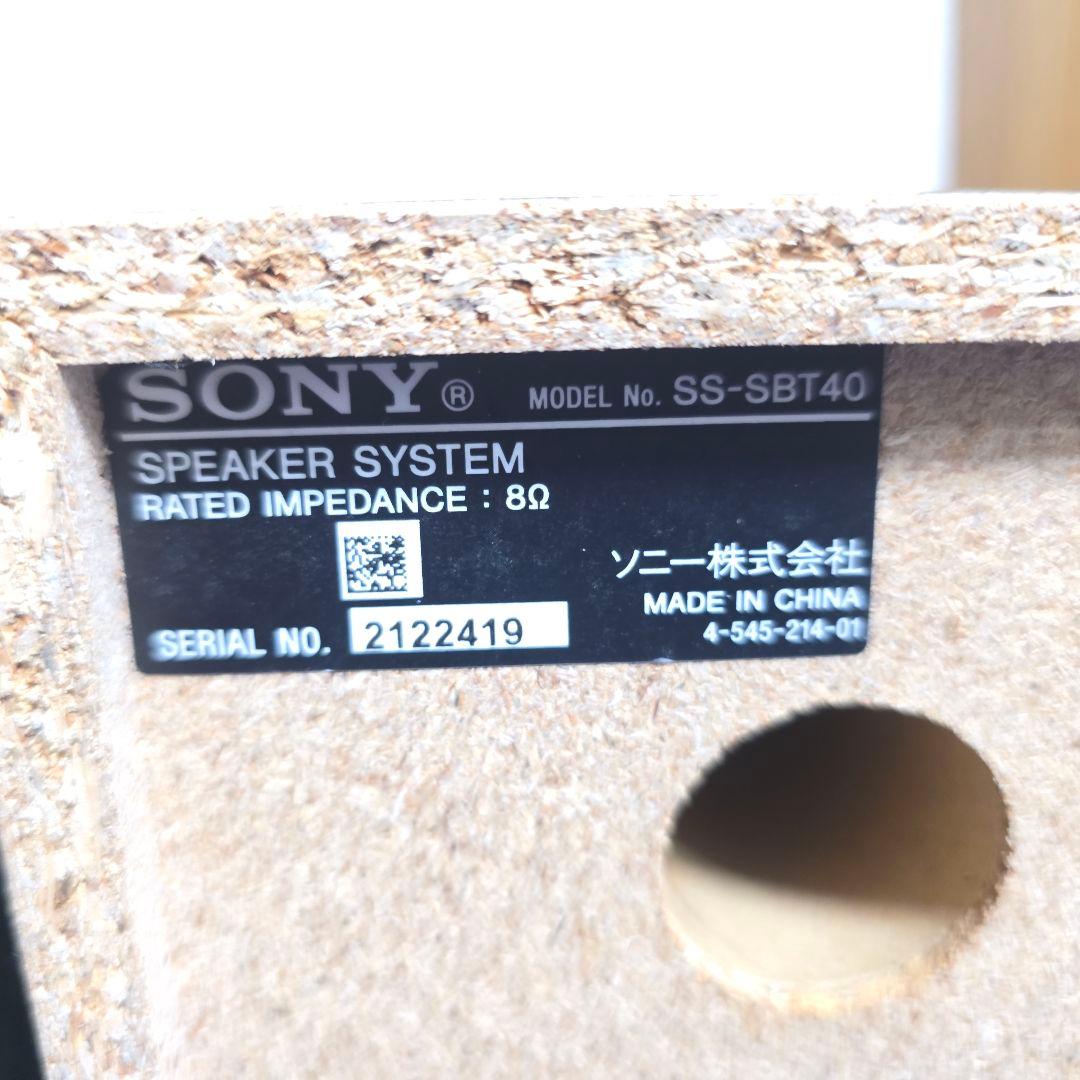 SONY®
MODEL No. SS-SBT40
SPEAKER SYSTEM
RATED IMPEDANCE : 8Ω
ソニー株式会社
MADE IN CHINA
4-545-214-01
SERIAL NO. 2122419